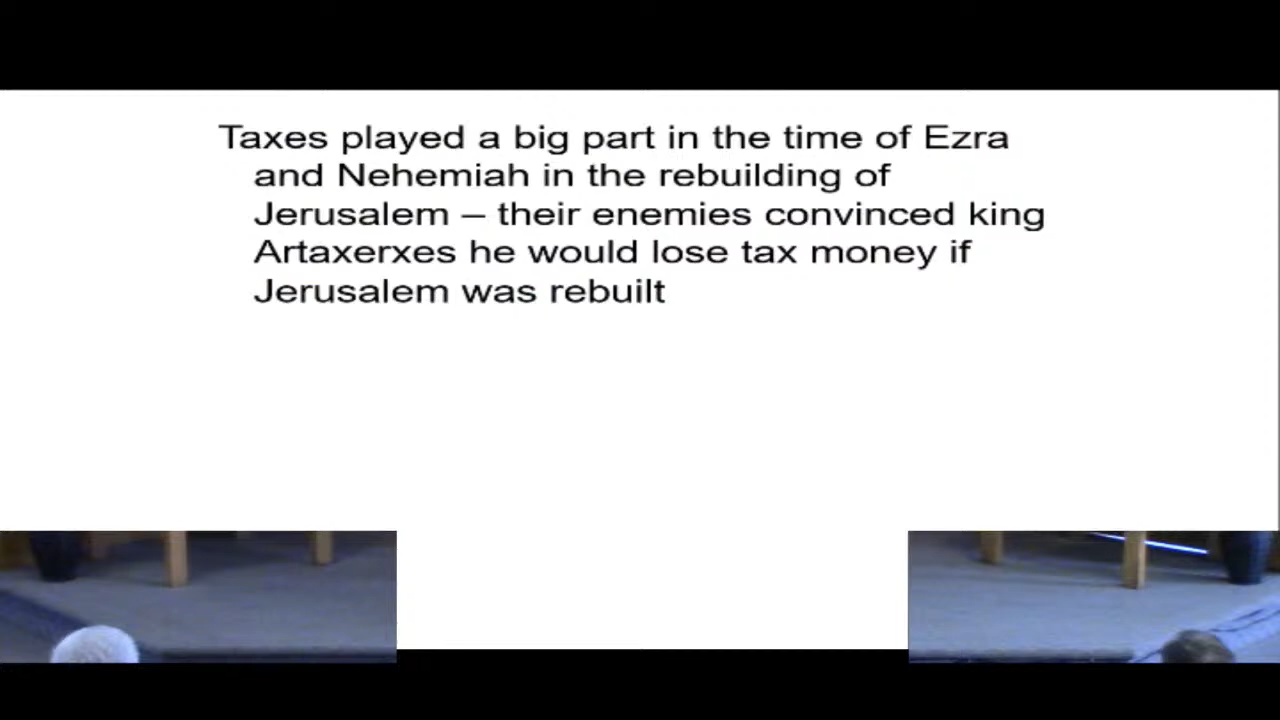 Taxes played a big part in the time of Ezra
and Nehemiah in the rebuilding of
Jerusalem – their enemies convinced king
Artaxerxes he would lose tax money if
Jerusalem was rebuilt